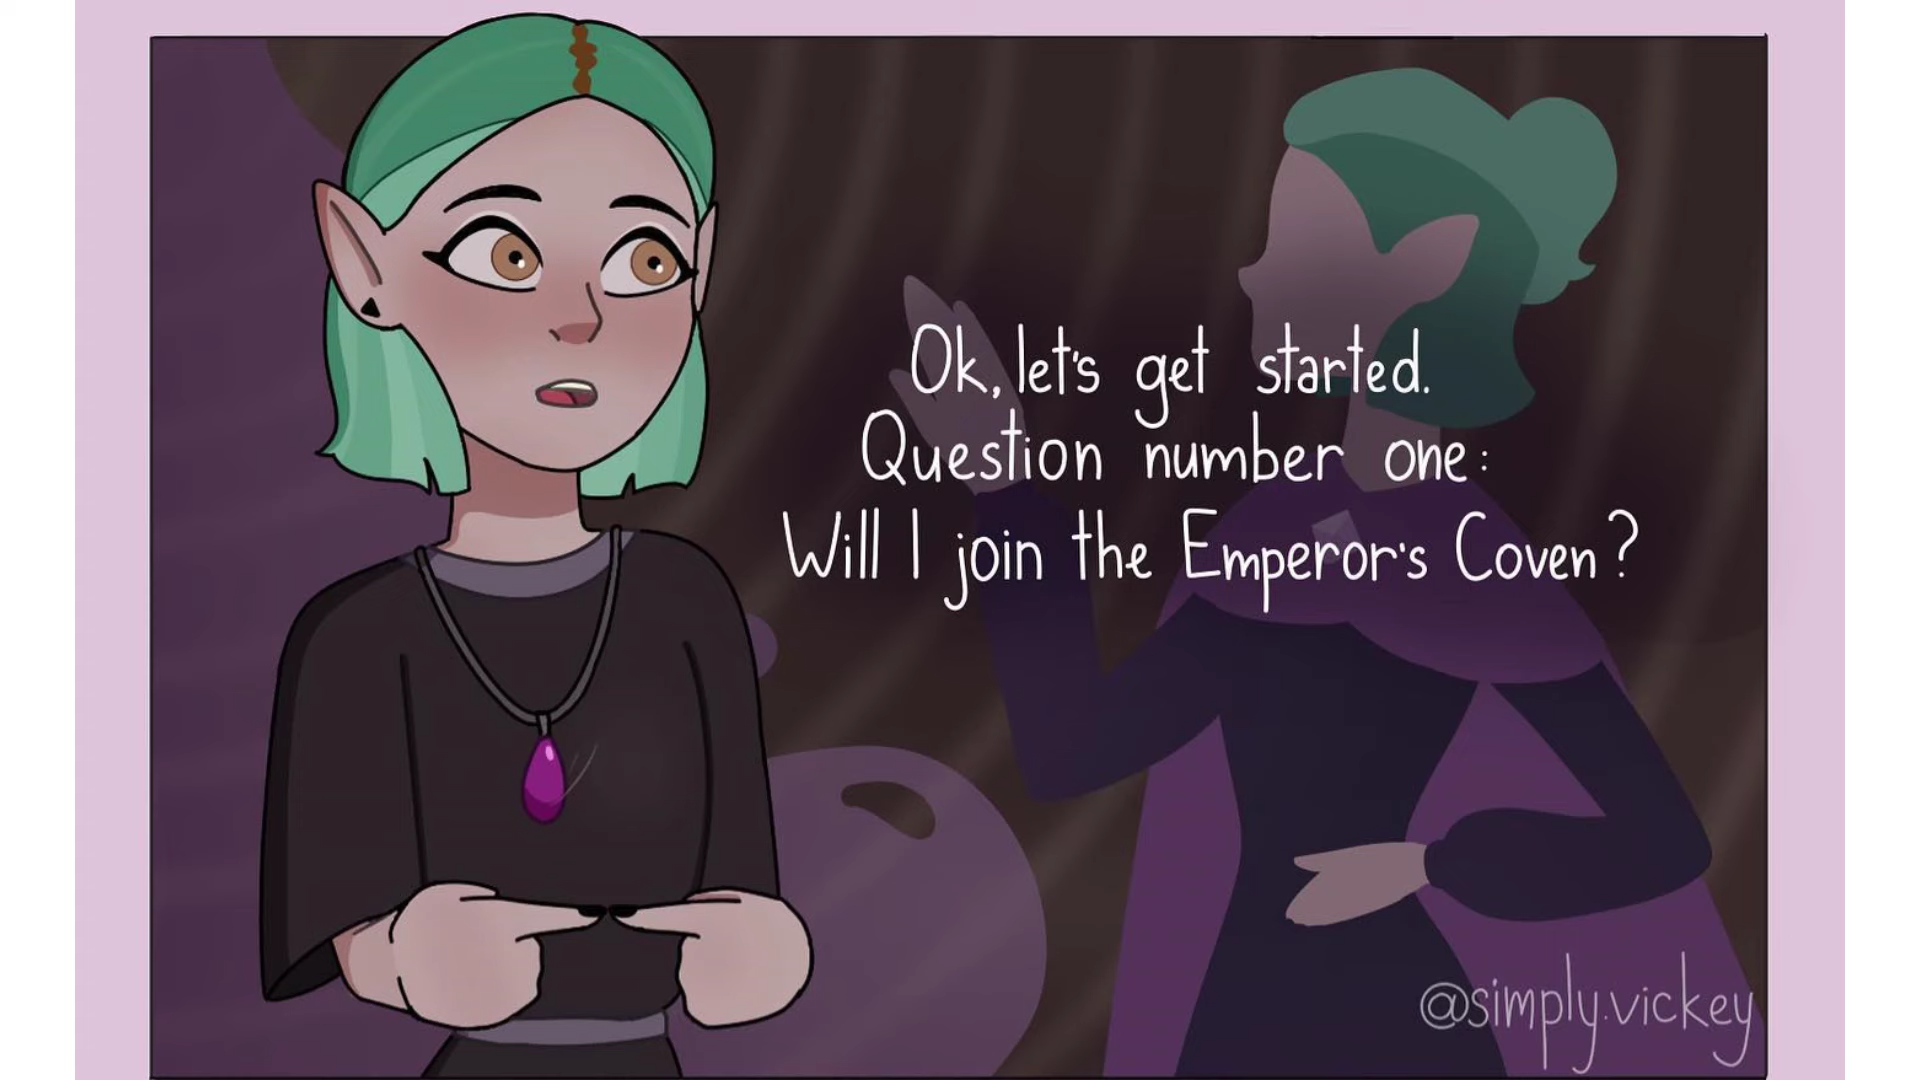 Ok, let's get started.
Question number one:
Will I join the Emperor's Coven?
@simply.vickey